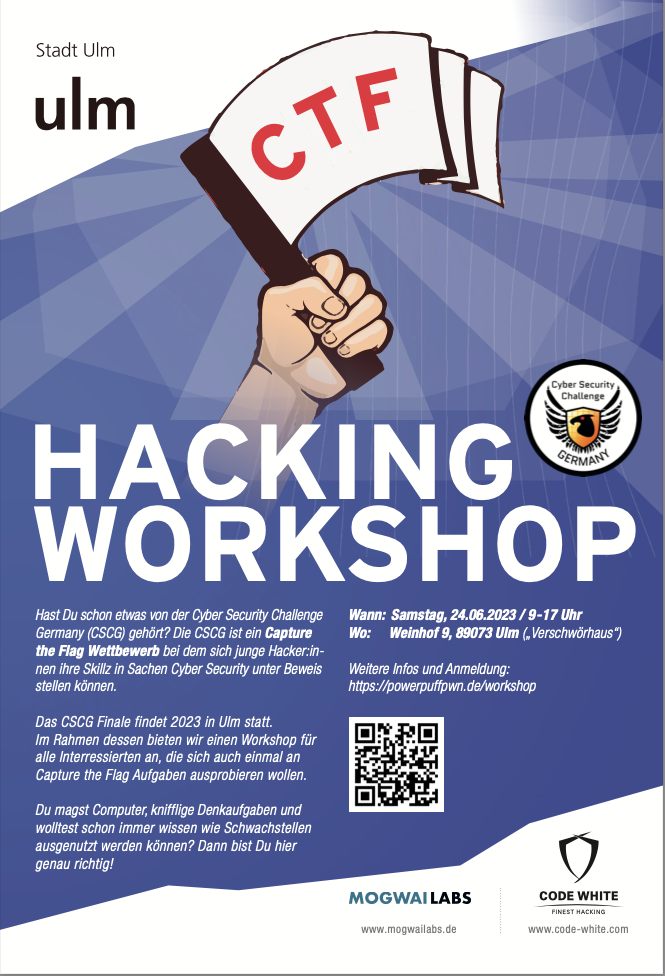 Stadt Ulm
ulm
CTF
Cyber Security
Challenge
GERMANY
HACKING
WORKSHOP
Hast Du schon etwas von der Cyber Security Challenge
Germany (CSCG) gehört? Die CSCG ist ein Capture
the Flag Wettbewerb bei dem sich junge Hacker:in-
nen ihre Skillz in Sachen Cyber Security unter Beweis
stellen können.
Das CSCG Finale findet 2023 in Ulm statt.
Im Rahmen dessen bieten wir einen Workshop für
alle Interressierten an, die sich auch einmal an
Capture the Flag Aufgaben ausprobieren wollen.
Du magst Computer, knifflige Denkaufgaben und
wolltest schon immer wissen wie Schwachstellen
ausgenutzt werden können? Dann bist Du hier
genau richtig!
Wann: Samstag, 24.06.2023 / 9-17 Uhr
Wo: Weinhof 9, 89073 Ulm („Verschwörhaus“)
Weitere Infos und Anmeldung:
https://powerpuffpwn.de/workshop
MOGWAI LABS
www.mogwailabs.de
CODE WHITE
FINEST HACKING
www.code-white.com